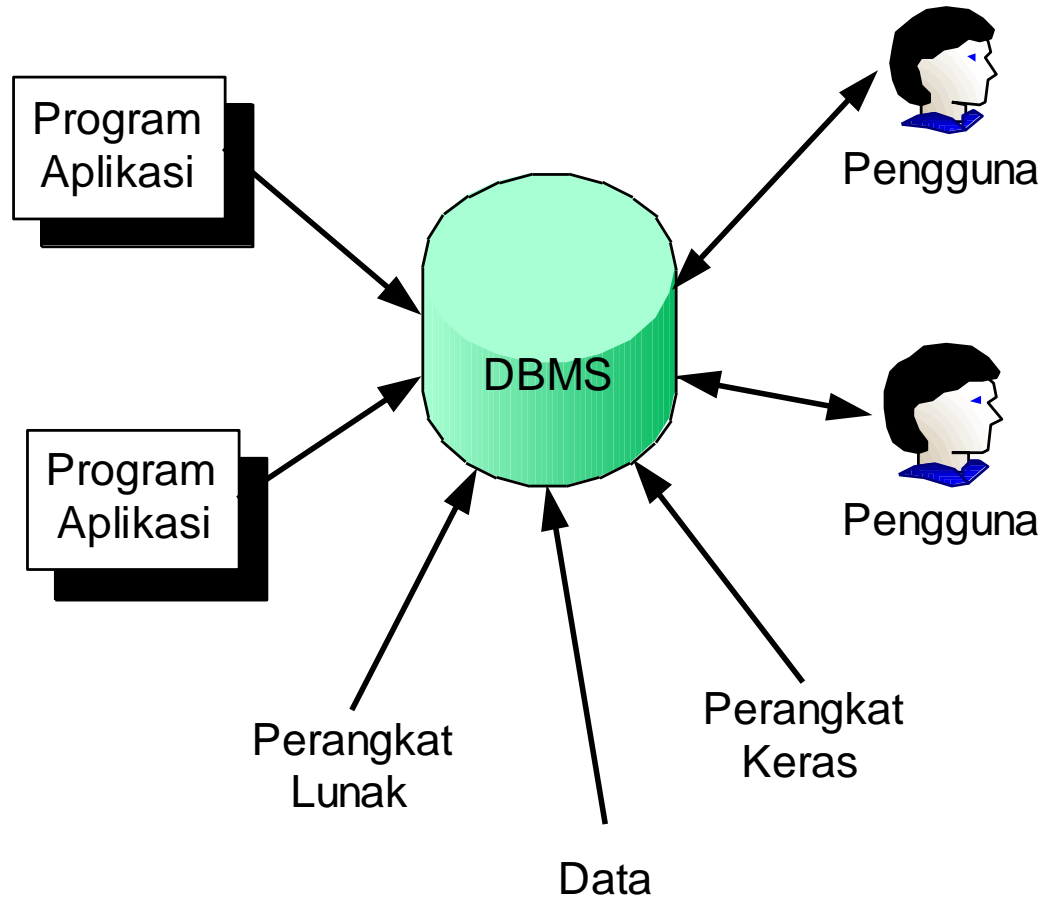 Program
Aplikasi
Pengguna
DBMS
Program
Aplikasi
Pengguna
Perangkat
Lunak
Perangkat
Keras
Data